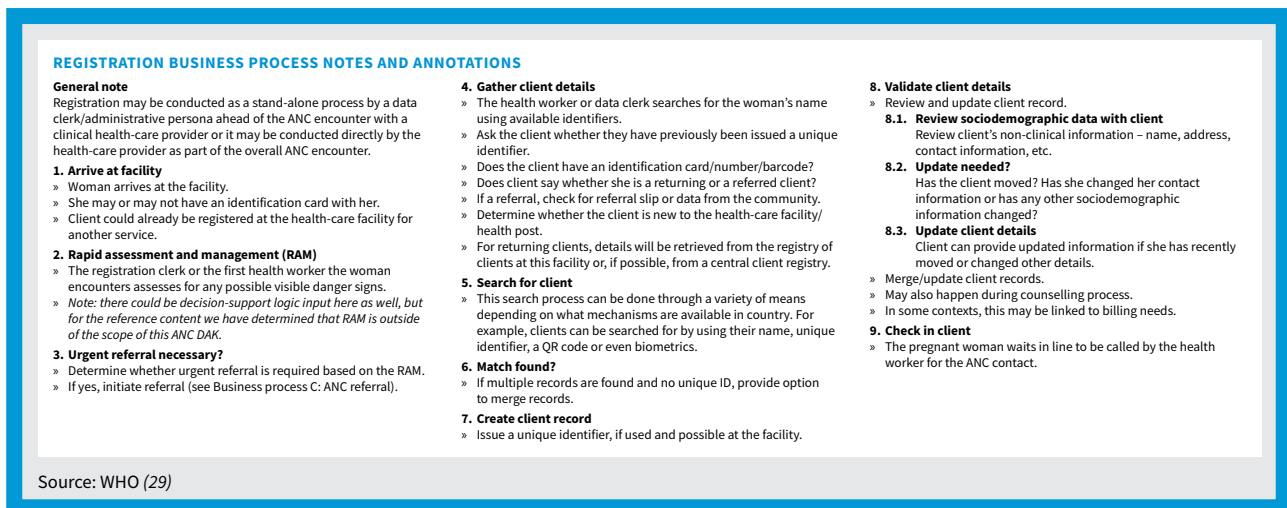 REGISTRATION BUSINESS PROCESS NOTES AND ANNOTATIONS
General note
Registration may be conducted as a stand-alone process by a data
clerk/administrative persona ahead of the ANC encounter with a
clinical health-care provider or it may be conducted directly by the
health-care provider as part of the overall ANC encounter.
1. Arrive at facility
» Woman arrives at the facility.
» She may or may not have an identification card with her.
» Client could already be registered at the health-care facility for
another service.
2. Rapid assessment and management (RAM)
» The registration clerk or the first health worker the woman
encounters assesses for any possible visible danger signs.
» Note: there could be decision-support logic input here as well, but
for the reference content we have determined that RAM is outside
of the scope of this ANC DAK.
3. Urgent referral necessary?
» Determine whether urgent referral is required based on the RAM.
» If yes, initiate referral (see Business process C: ANC referral).
4. Gather client details
» The health worker or data clerk searches for the woman's name
using available identifiers.
» Ask the client whether they have previously been issued a unique
identifier.
» Does the client have an identification card/number/barcode?
» Does client say whether she is a returning or a referred client?
» If a referral, check for referral slip or data from the community.
» Determine whether the client is new to the health-care facility/
health post.
» For returning clients, details will be retrieved from the registry of
clients at this facility or, if possible, from a central client registry.
5. Search for client
» This search process can be done through a variety of means
depending on what mechanisms are available in country. For
example, clients can be searched for by using their name, unique
identifier, a QR code or even biometrics.
6. Match found?
» If multiple records are found and no unique ID, provide option
to merge records.
7. Create client record
» Issue a unique identifier, if used and possible at the facility.
8. Validate client details
» Review and update client record.
8.1. Review sociodemographic data with client
Review client's non-clinical information – name, address,
contact information, etc.
8.2. Update needed?
Has the client moved? Has she changed her contact
information or has any other sociodemographic
information changed?
8.3. Update client details
Client can provide updated information if she has recently
moved or changed other details.
» Merge/update client records.
» May also happen during counselling process.
» In some contexts, this may be linked to billing needs.
9. Check in client
» The pregnant woman waits in line to be called by the health
worker for the ANC contact.
Source: WHO (29)